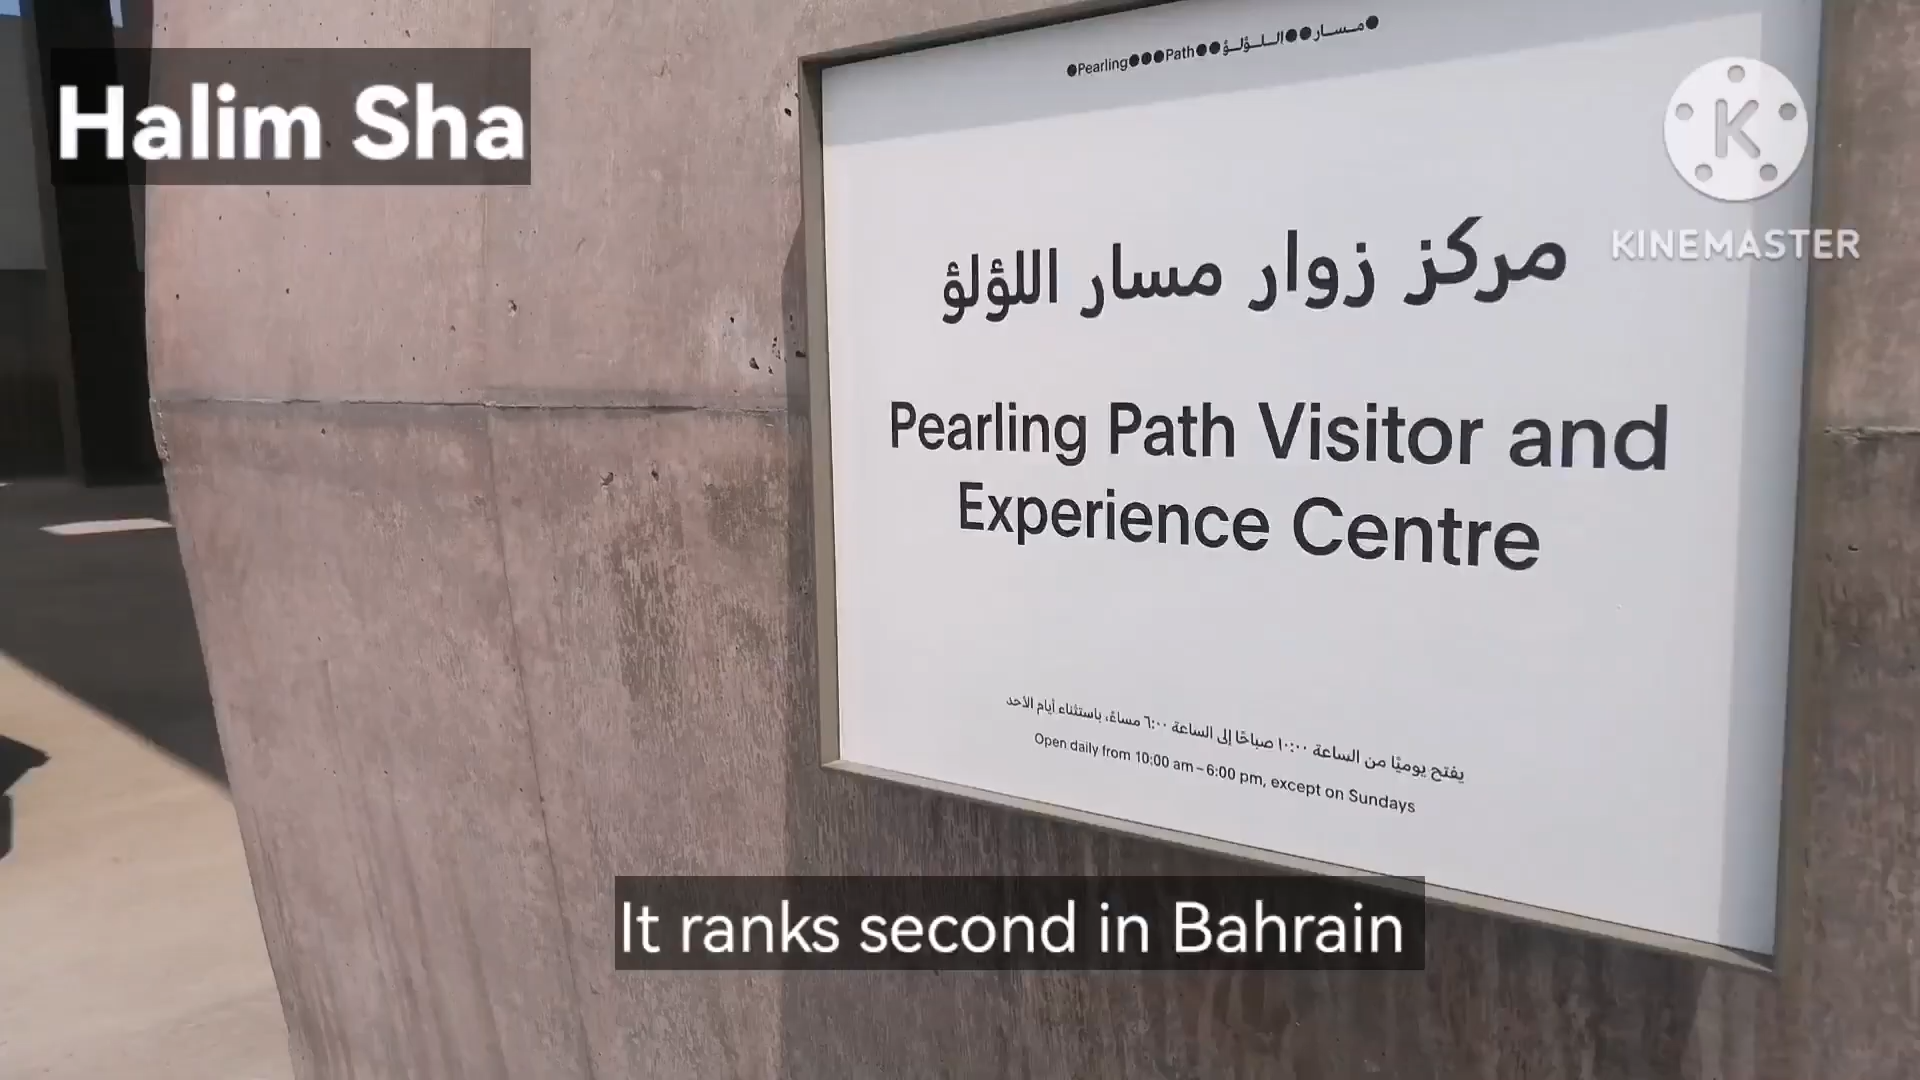 Halim Sha
●Pearling●●●Path●●اللؤلؤ●●مسار●
K
KINEMASTER
مركز زوار مسار اللؤلؤ
Pearling Path Visitor and
Experience Centre
يفتح يوميًا من الساعة ١٠:٠٠ صباحًا إلى الساعة ٦:٠٠ مساءً، باستثناء أيام الأحد
Open daily from 10:00 am – 6:00 pm, except on Sundays
It ranks second in Bahrain